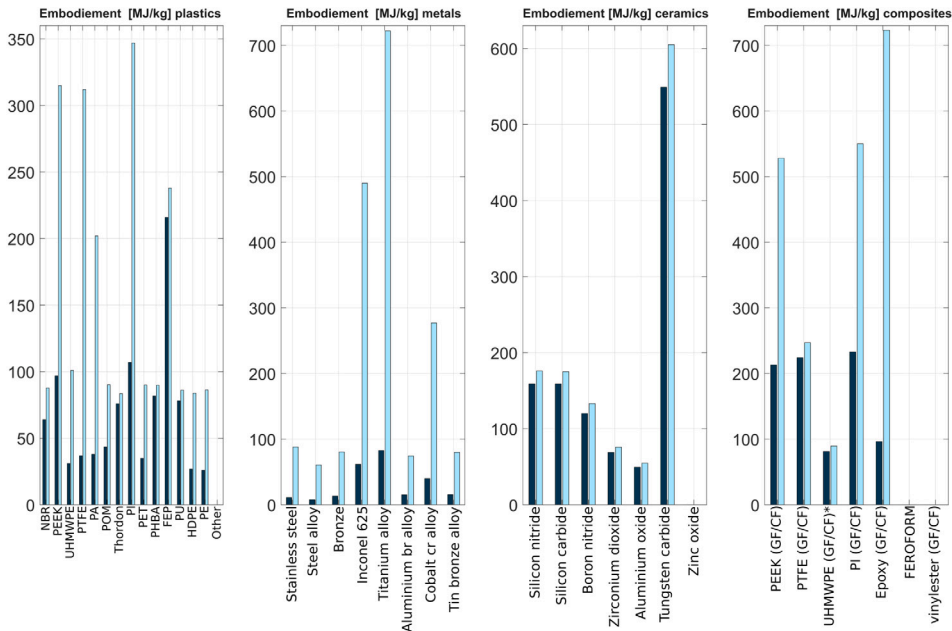 Embodiement [MJ/kg] plastics
350
300
250
200
150
100
50
0
NBR
PEEK
UHMWPE
PTFE
PA
POM
Thordon
PI
PET
PHBA
FEP
PU
HDPE
PE
Other
Embodiement [MJ/kg] metals
700
600
500
400
300
200
100
0
Stainless steel
Steel alloy
Bronze
Inconel 625
Titanium alloy
Aluminium br alloy
Cobalt cr alloy
Tin bronze alloy
Embodiement [MJ/kg] ceramics
600
500
400
300
200
100
0
Silicon nitride
Silicon carbide
Boron nitride
Zirconium dioxide
Aluminium oxide
Tungsten carbide
Zinc oxide
Embodiement [MJ/kg] composites
700
600
500
400
300
200
100
0
PEEK (GF/CF)
PTFE (GF/CF)
UHMWPE (GF/CF)*
PI (GF/CF)
Epoxy (GF/CF)
FEROFORM
vinylester (GF/CF)